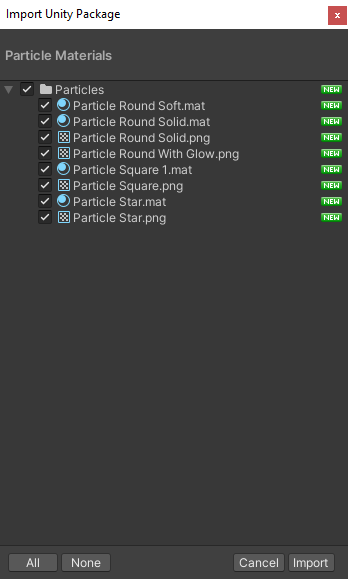 Import Unity Package
x
Particle Materials
Particles NEW
Particle Round Soft.mat NEW
Particle Round Solid.mat NEW
Particle Round Solid.png NEW
Particle Round With Glow.png NEW
Particle Square 1.mat NEW
Particle Square.png NEW
Particle Star.mat NEW
Particle Star.png NEW
All None Cancel Import